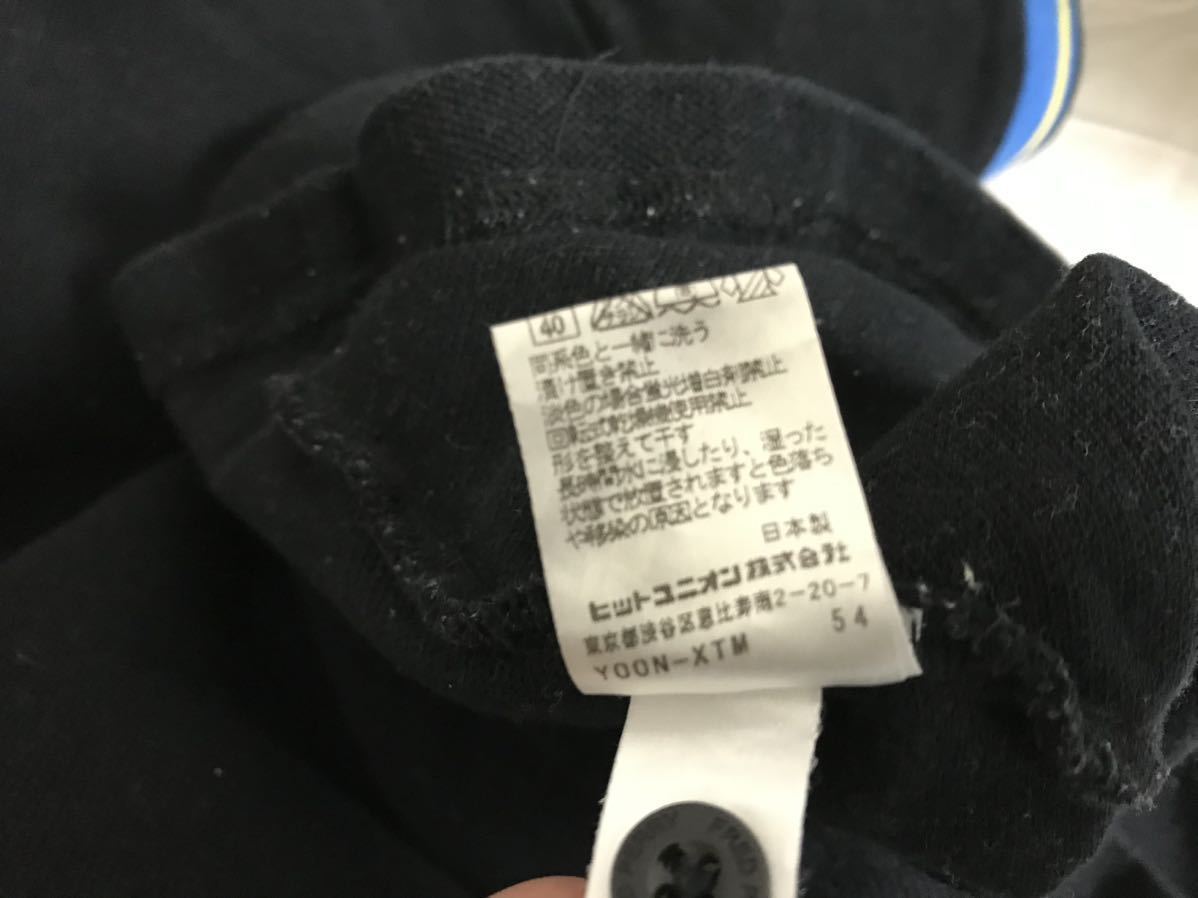 40
同系色と一緒に洗う
漬け置き禁止
淡色の場合蛍光増白剤禁止
回転式乾燥機使用禁止
形を整えて干す
長時間水に浸したり、湿った
状態で放置されますと色落ち
や移染の原因となります
日本製
ヒットユニオン株式会社
東京都渋谷区恵比寿南2-20-7
YOON-XTM 54
FRED